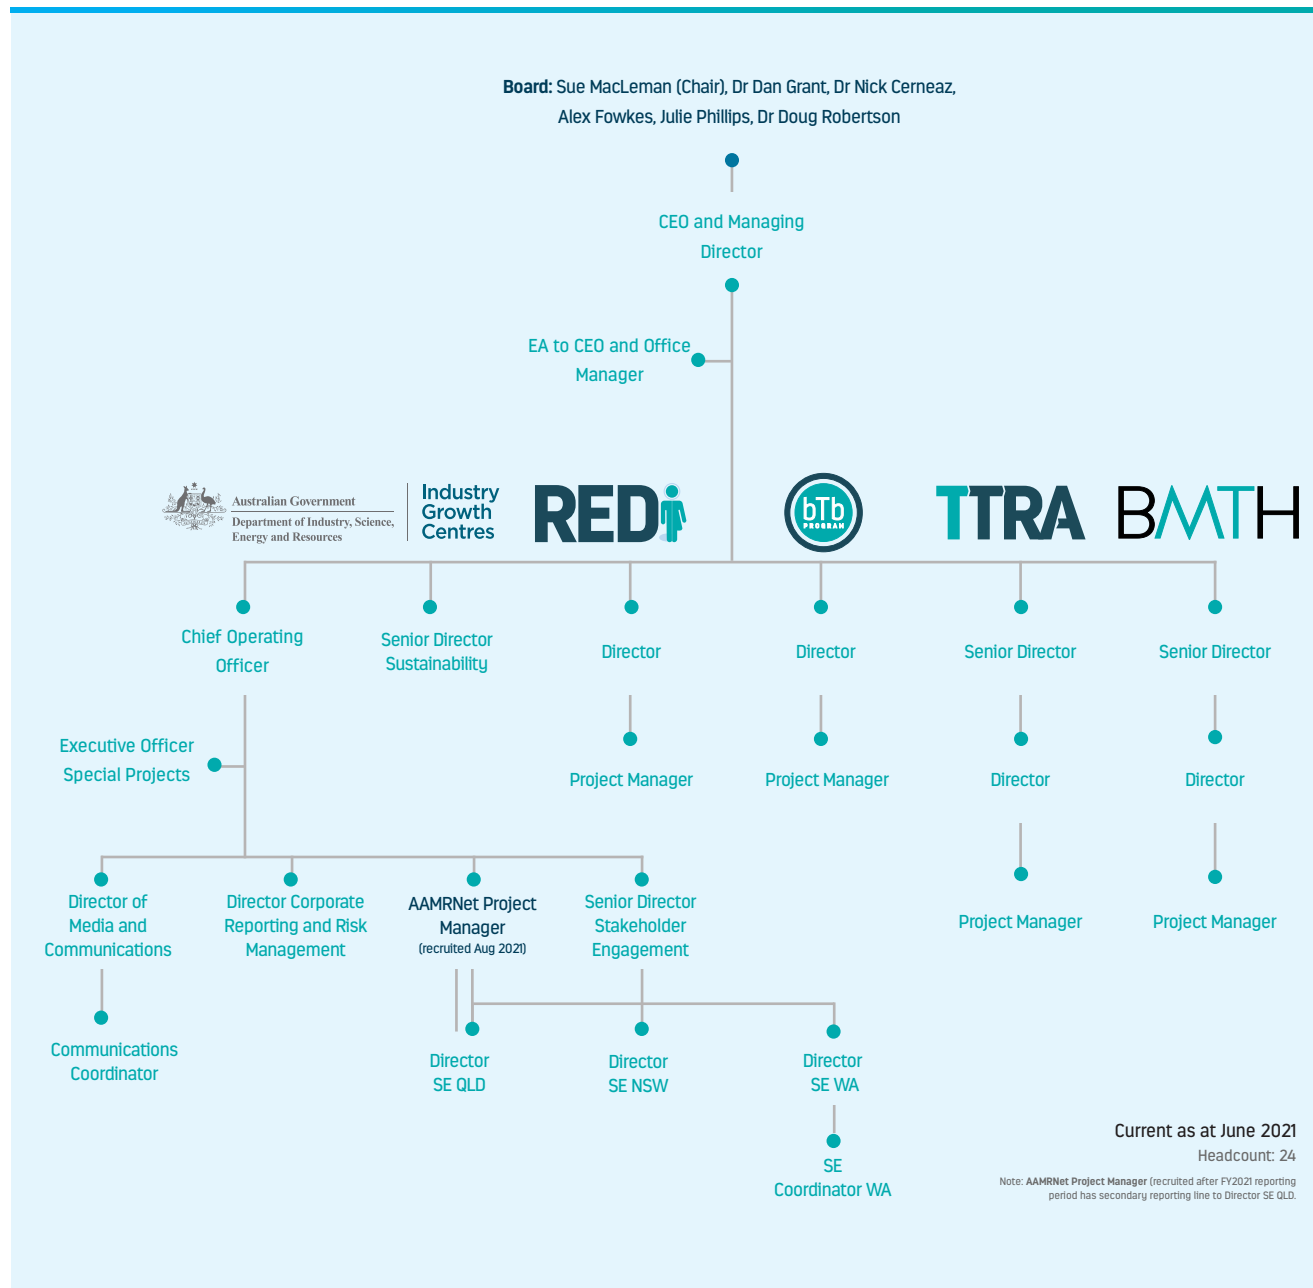 Board: Sue MacLeman (Chair), Dr Dan Grant, Dr Nick Cerneaz,
Alex Fowkes, Julie Phillips, Dr Doug Robertson
CEO and Managing
Director
EA to CEO and Office
Manager
Australian Government
Department of Industry, Science,
Energy and Resources
Industry
Growth
Centres
REDI
bTb
PROGRAM
TTRA
BMTH
Chief Operating
Officer
Senior Director
Sustainability
Director
Director
Senior Director
Senior Director
Executive Officer
Special Projects
Project Manager
Project Manager
Director
Director
Director of
Media and
Communications
Director Corporate
Reporting and Risk
Management
AAMRNet Project
Manager
(recruited Aug 2021)
Senior Director
Stakeholder
Engagement
Project Manager
Project Manager
Communications
Coordinator
Director
SE QLD
Director
SE NSW
Director
SE WA
SE
Coordinator WA
Current as at June 2021
Headcount: 24
Note: AAMRNet Project Manager (recruited after FY2021 reporting
period has secondary reporting line to Director SE QLD.